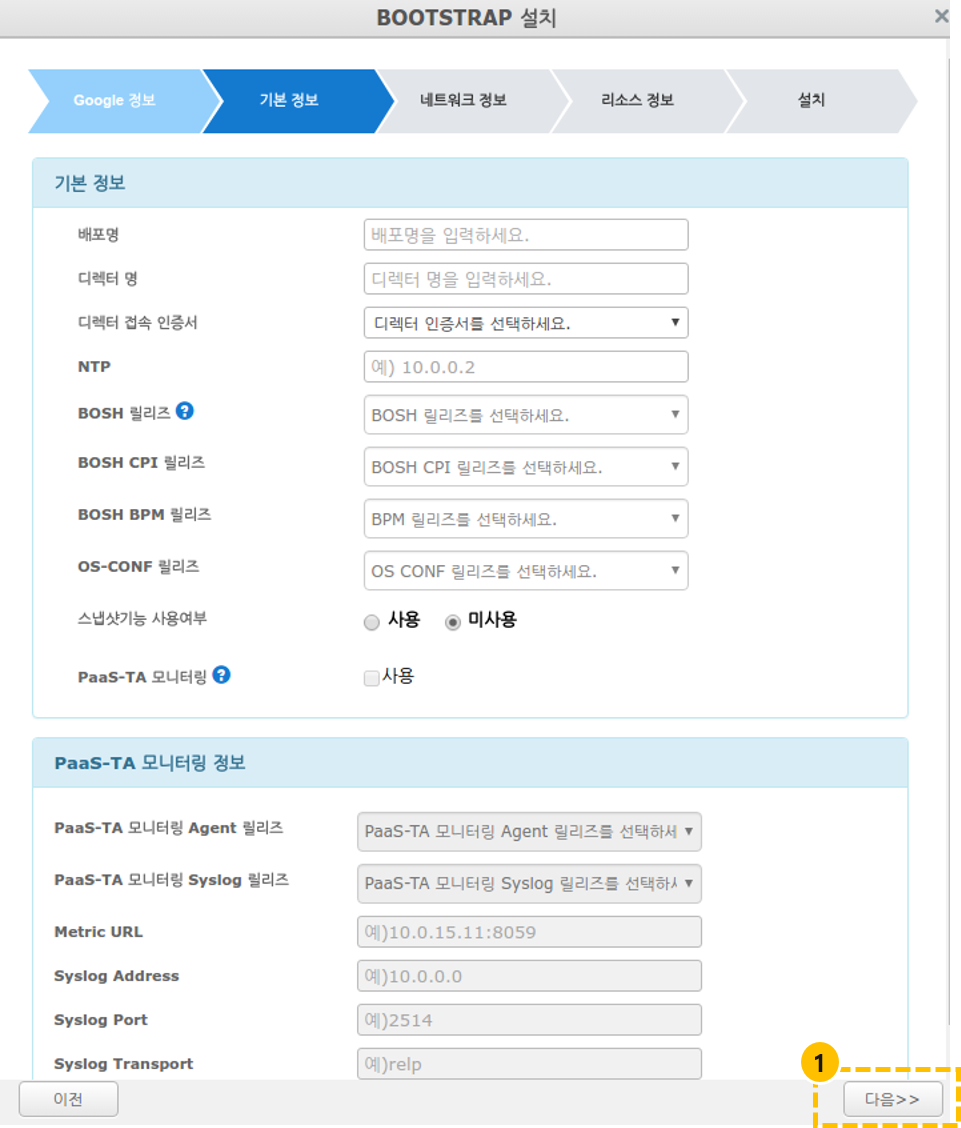 BOOTSTRAP 설치
×
Google 정보
기본 정보
네트워크 정보
리소스 정보
설치
기본 정보
배포명
배포명을 입력하세요.
디렉터 명
디렉터 명을 입력하세요.
디렉터 접속 인증서
디렉터 인증서를 선택하세요.
NTP
예) 10.0.0.2
BOSH 릴리즈 ?
BOSH 릴리즈를 선택하세요.
BOSH CPI 릴리즈
BOSH CPI 릴리즈를 선택하세요.
BOSH BPM 릴리즈
BPM 릴리즈를 선택하세요.
OS-CONF 릴리즈
OS CONF 릴리즈를 선택하세요.
스냅샷기능 사용여부
사용 미사용
PaaS-TA 모니터링 ?
사용
PaaS-TA 모니터링 정보
PaaS-TA 모니터링 Agent 릴리즈
PaaS-TA 모니터링 Agent 릴리즈를 선택하세
PaaS-TA 모니터링 Syslog 릴리즈
PaaS-TA 모니터링 Syslog 릴리즈를 선택하
Metric URL
예)10.0.15.11:8059
Syslog Address
예)10.0.0.0
Syslog Port
예)2514
Syslog Transport
예)relp
1
이전
다음>>